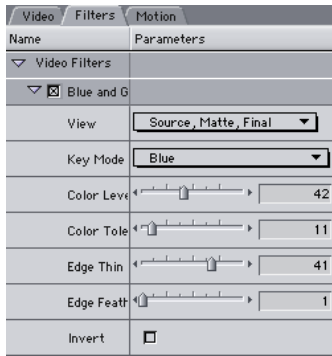 Video Filters Motion
Name Parameters
Video Filters
Blue and G
View Source, Matte, Final
Key Mode Blue
Color Leve 42
Color Tole 11
Edge Thin 41
Edge Feath 1
Invert